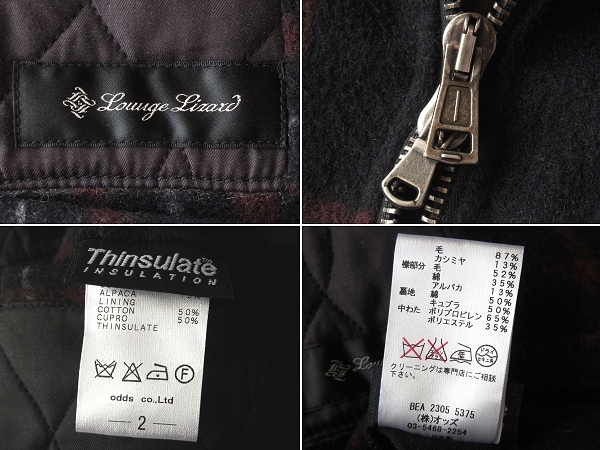 Lounge Lizard
Thinsulate™
INSULATION
ALPACA
LINING
COTTON 50%
CUPRO 50%
THINSULATE
F
odds co.,Ltd
2
毛 87%
カシミヤ 13%
襟部分 毛 52%
綿 35%
アルパカ 13%
裏地 綿 50%
キュプラ 50%
中わた ポリプロピレン 65%
ポリエステル 35%
ドライ
クリーニングは専門店にご相談
下さい。
BEA 2305 5375
(株)オッズ
03-5468-2254